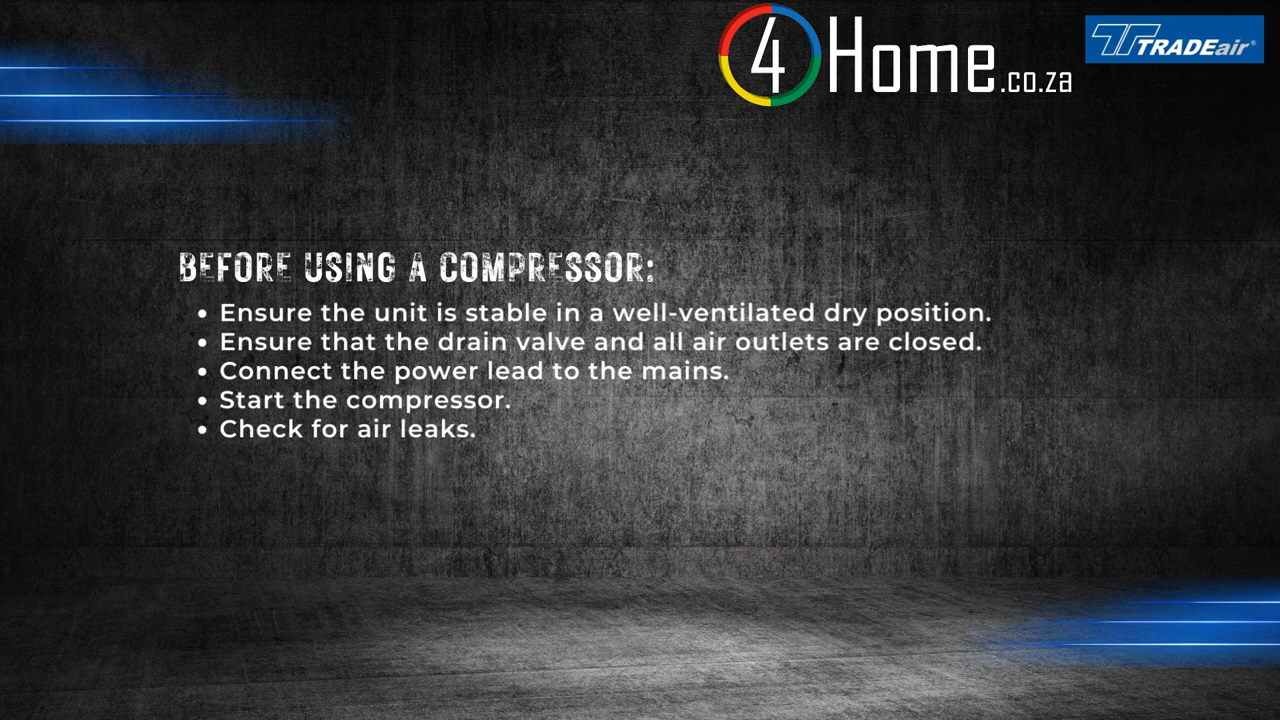 4Home.co.za
TRADEair®
BEFORE USING A COMPRESSOR:
• Ensure the unit is stable in a well-ventilated dry position.
• Ensure that the drain valve and all air outlets are closed.
• Connect the power lead to the mains.
• Start the compressor.
• Check for air leaks.